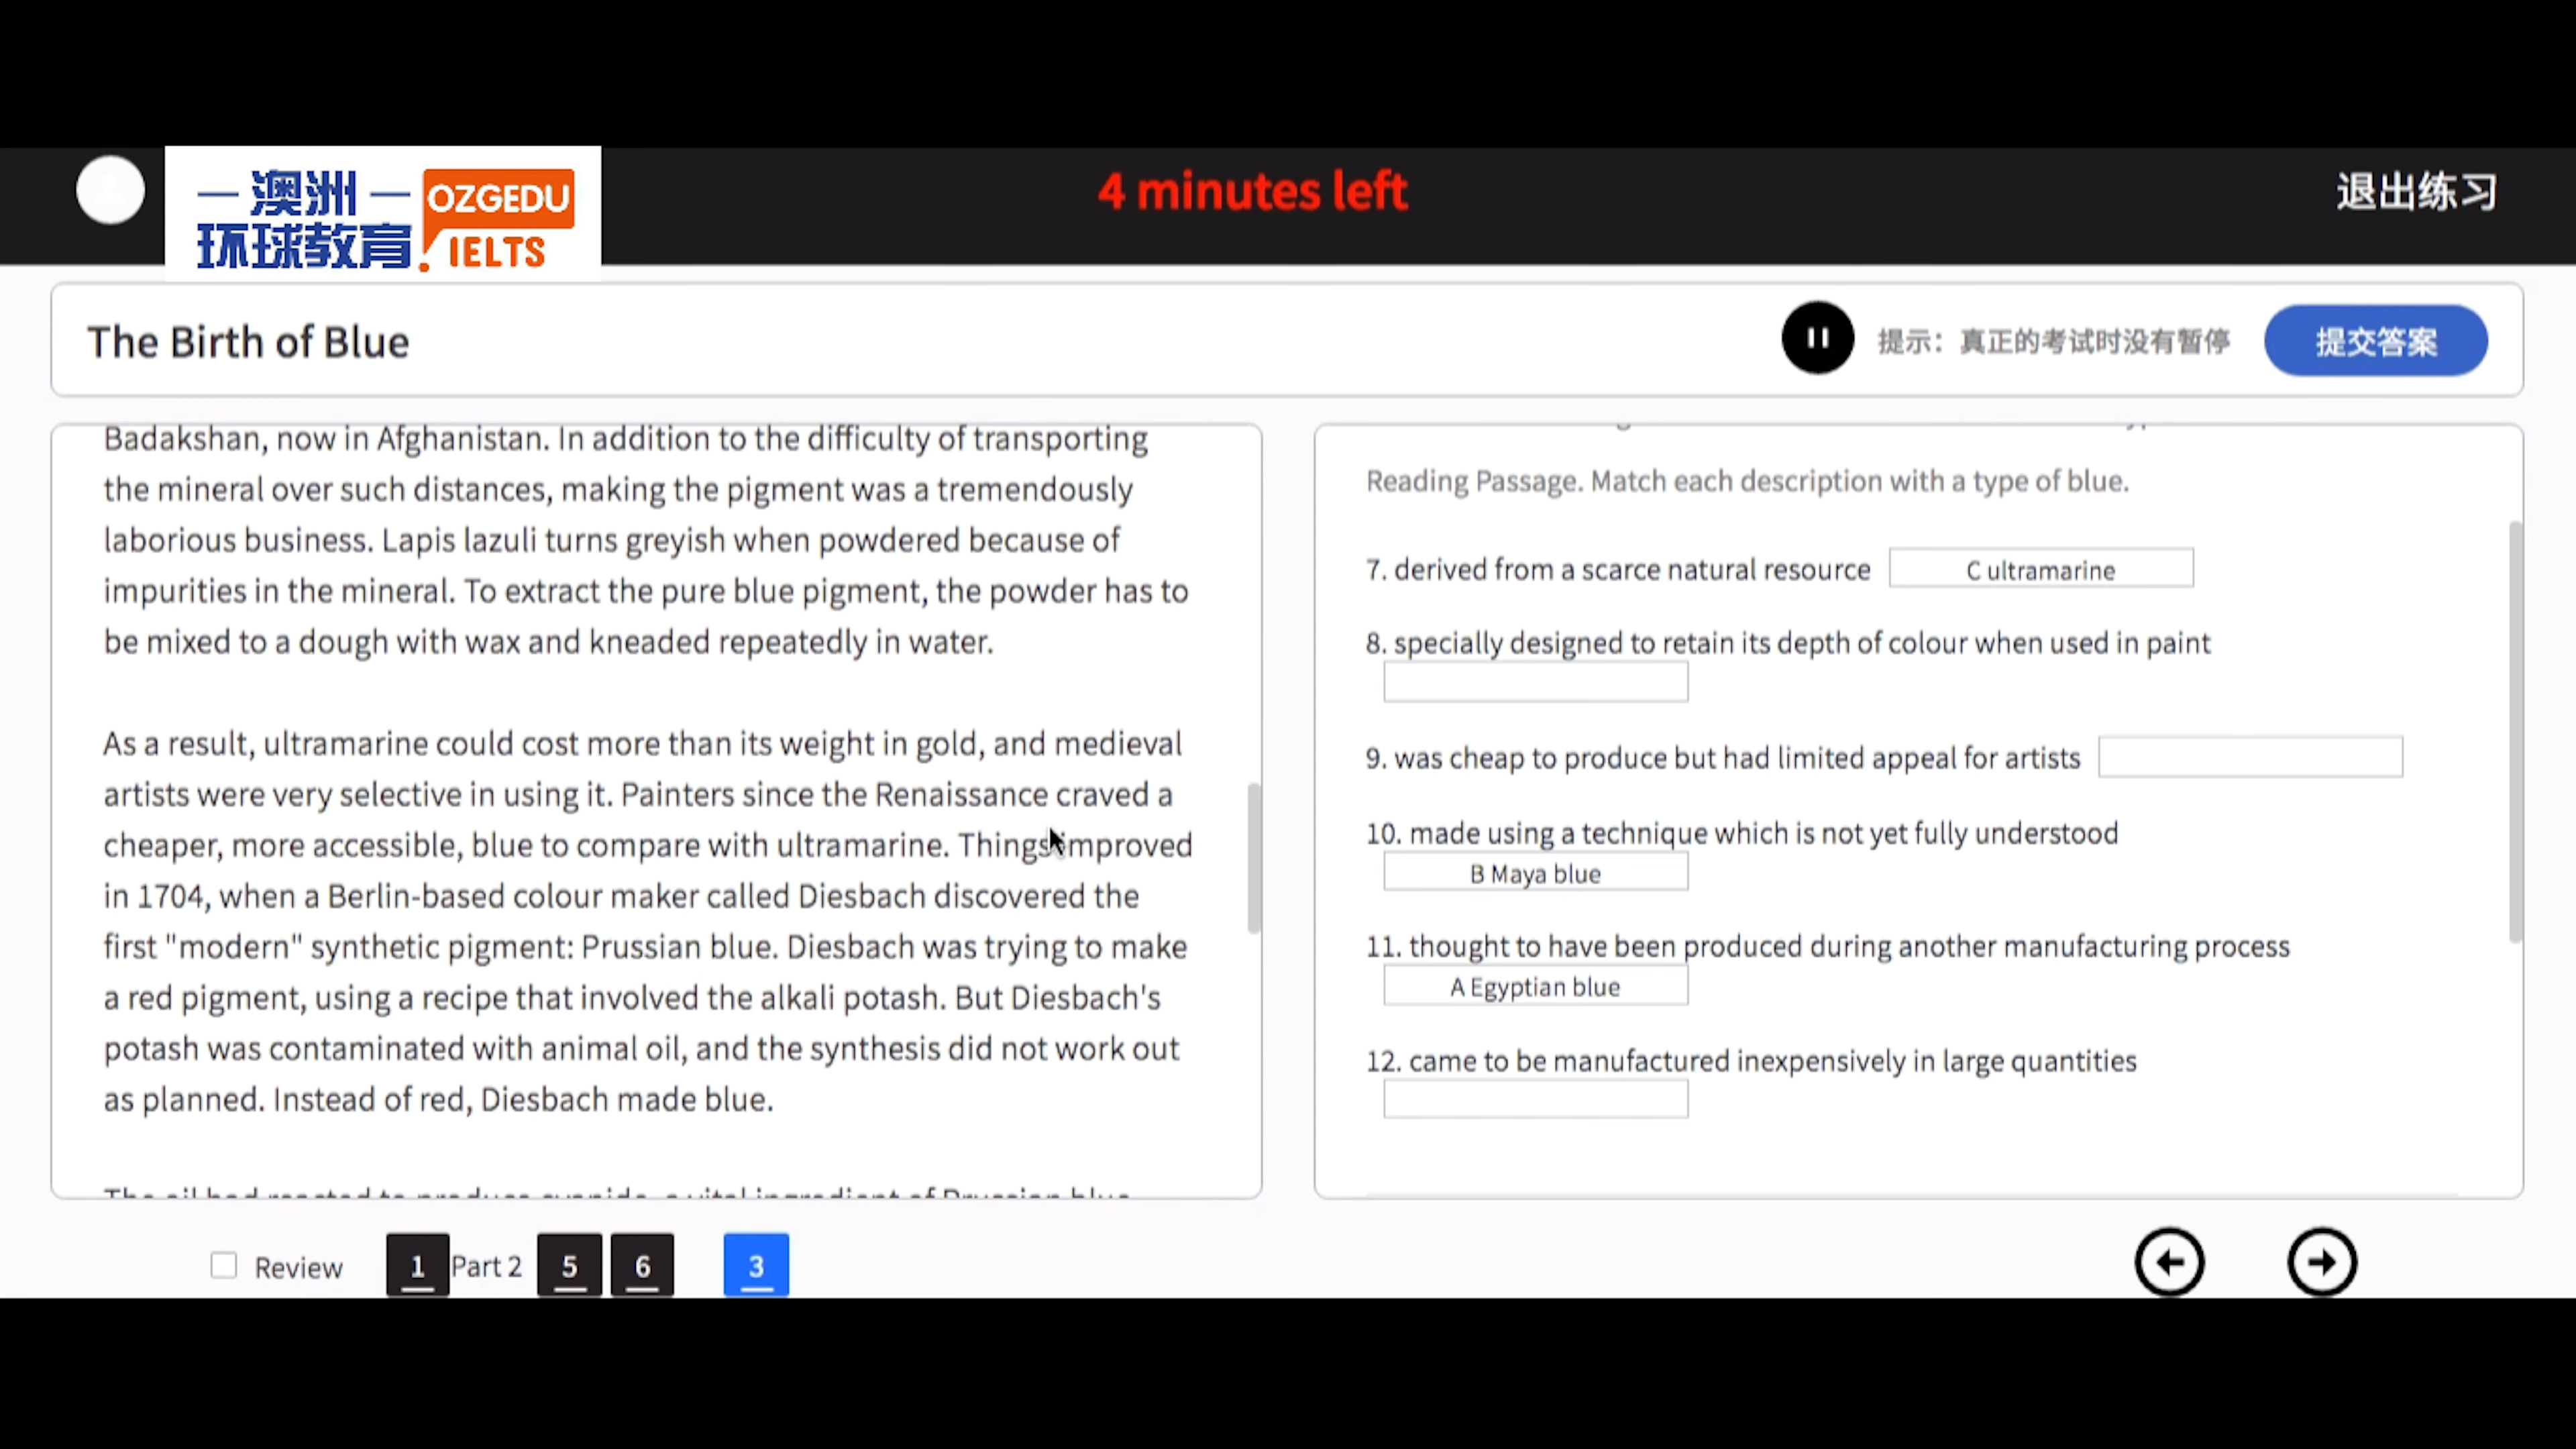 澳洲
环球教育
OZGEDU
IELTS
4 minutes left
退出练习
The Birth of Blue
提示：真正的考试时没有暂停
提交答案
Badakshan, now in Afghanistan. In addition to the difficulty of transporting
the mineral over such distances, making the pigment was a tremendously
laborious business. Lapis lazuli turns greyish when powdered because of
impurities in the mineral. To extract the pure blue pigment, the powder has to
be mixed to a dough with wax and kneaded repeatedly in water.
As a result, ultramarine could cost more than its weight in gold, and medieval
artists were very selective in using it. Painters since the Renaissance craved a
cheaper, more accessible, blue to compare with ultramarine. Things improved
in 1704, when a Berlin-based colour maker called Diesbach discovered the
first "modern" synthetic pigment: Prussian blue. Diesbach was trying to make
a red pigment, using a recipe that involved the alkali potash. But Diesbach's
potash was contaminated with animal oil, and the synthesis did not work out
as planned. Instead of red, Diesbach made blue.
The oil had reacted to produce cyanide, a vital ingredient of Prussian blue
Reading Passage. Match each description with a type of blue.
7. derived from a scarce natural resource C ultramarine
8. specially designed to retain its depth of colour when used in paint
9. was cheap to produce but had limited appeal for artists
10. made using a technique which is not yet fully understood
B Maya blue
11. thought to have been produced during another manufacturing process
A Egyptian blue
12. came to be manufactured inexpensively in large quantities
Review 1 Part 2 5 6 3